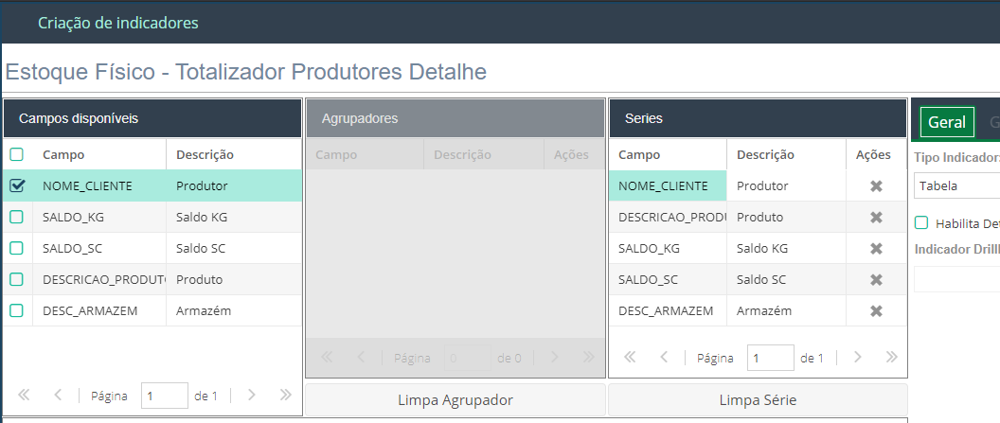 Criação de indicadores
Estoque Físico - Totalizador Produtores Detalhe
Campos disponíveis
Campo Descrição
NOME_CLIENTE Produtor
SALDO_KG Saldo KG
SALDO_SC Saldo SC
DESCRICAO_PRODUT Produto
DESC_ARMAZEM Armazém
Página 1 de 1
Agrupadores
Campo Descrição Ações
Página 0 de 0
Limpa Agrupador
Series
Campo Descrição Ações
NOME_CLIENTE Produtor
DESCRICAO_PRODU Produto
SALDO_KG Saldo KG
SALDO_SC Saldo SC
DESC_ARMAZEM Armazém
Página 1 de 1
Limpa Série
Geral G
Tipo Indicador:
Tabela
Habilita De
Indicador Drill